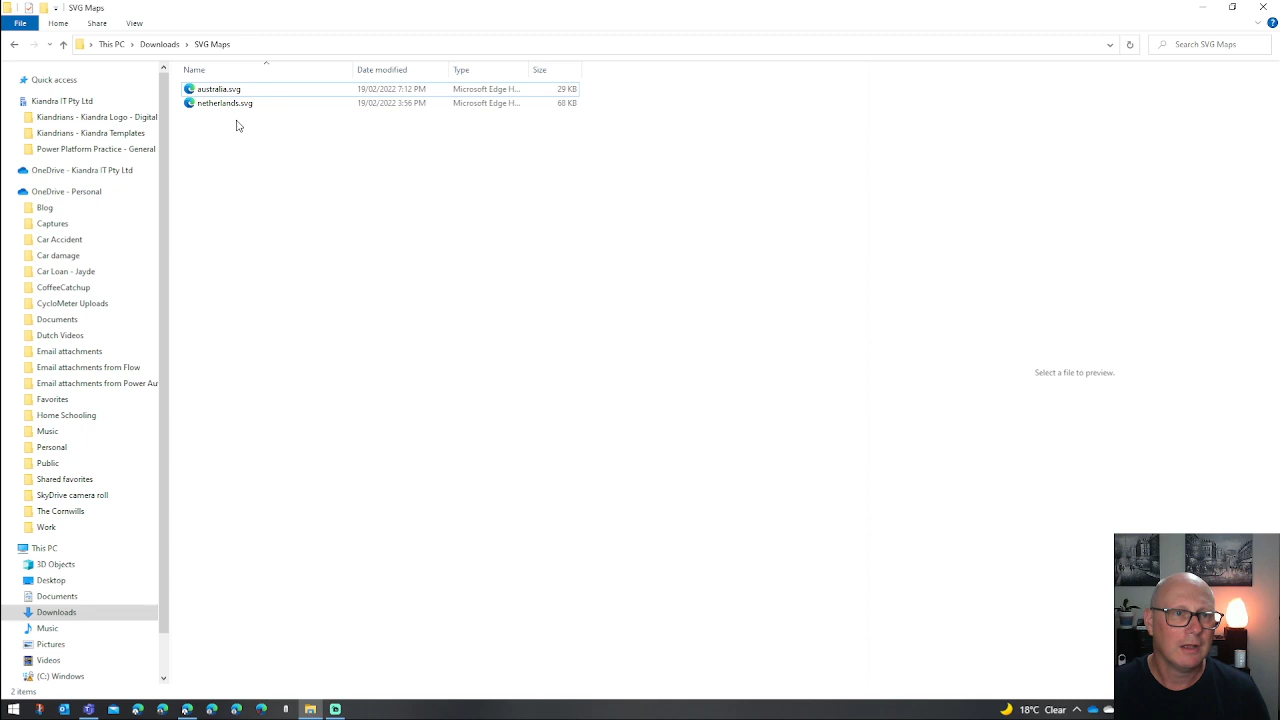 SVG Maps
File Home Share View
This PC Downloads SVG Maps Search SVG Maps
Name Date modified Type Size
australia.svg 19/02/2022 7:12 PM Microsoft Edge H... 29 KB
netherlands.svg 19/02/2022 3:56 PM Microsoft Edge H... 68 KB
Quick access
Kiandra IT Pty Ltd
Kiandrians - Kiandra Logo - Digital
Kiandrians - Kiandra Templates
Power Platform Practice - General
OneDrive - Kiandra IT Pty Ltd
OneDrive - Personal
Blog
Captures
Car Accident
Car damage
Car Loan - Jayde
CoffeeCatchup
CycloMeter Uploads
Documents
Dutch Videos
Email attachments
Email attachments from Flow
Email attachments from Power Au
Favorites
Home Schooling
Music
Personal
Public
Shared favorites
SkyDrive camera roll
The Cornwills
Work
This PC
3D Objects
Desktop
Documents
Downloads
Music
Pictures
Videos
(C:) Windows
Select a file to preview.
2 items
18°C Clear